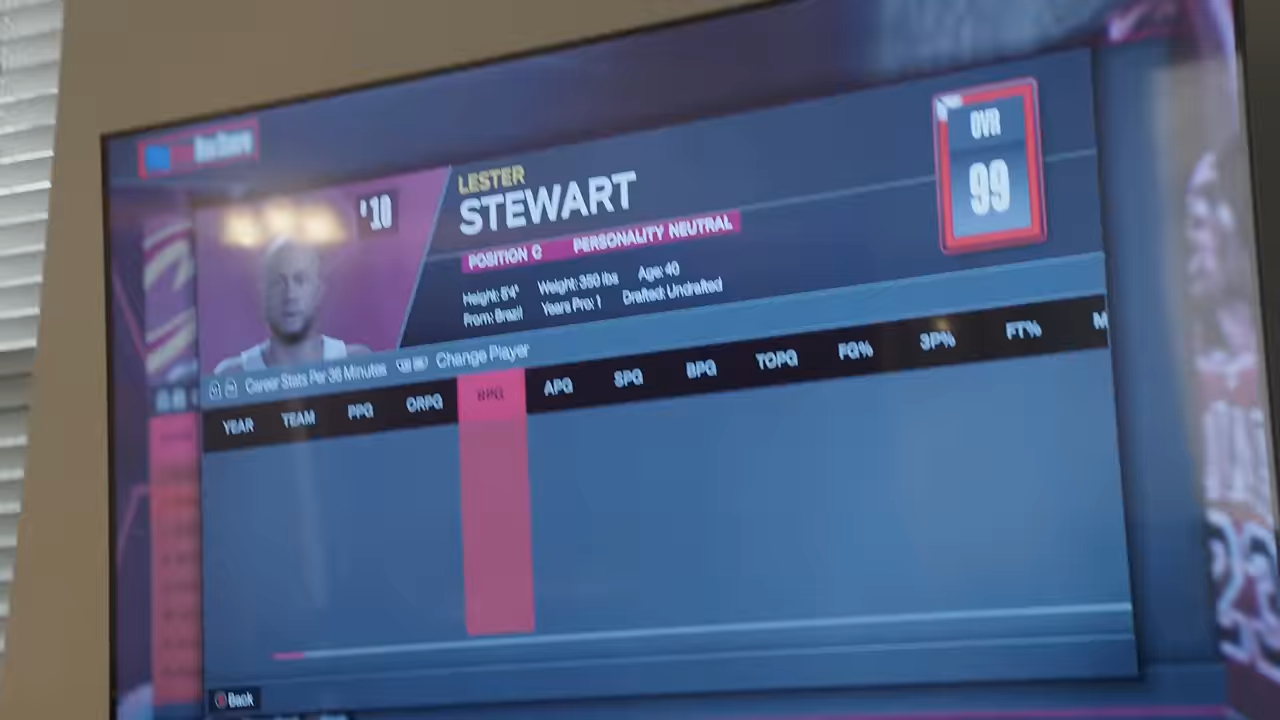 #10
LESTER
STEWART
OVR
99
POSITION C PERSONALITY NEUTRAL
Height: 5'4" Weight: 350 lbs Age: 40
From: Brazil Years Pro: 1 Drafted: Undrafted
Career Stats Per 36 Minutes Change Player
YEAR TEAM PPG ORPG RPG APG SPG BPG TOPG FG% 3P% FT% M
Back